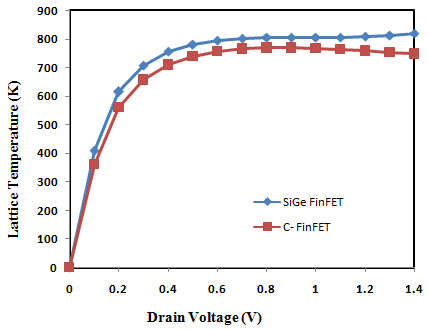 Lattice Temperature (K)
900
800
700
600
500
400
300
200
100
0
SiGe FinFET
C- FinFET
0 0.2 0.4 0.6 0.8 1 1.2 1.4
Drain Voltage (V)